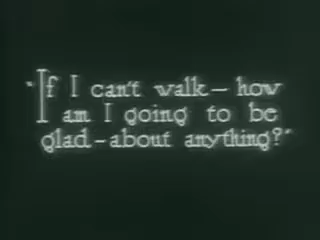 "If I can't walk – how
am I going to be
glad – about anything?"